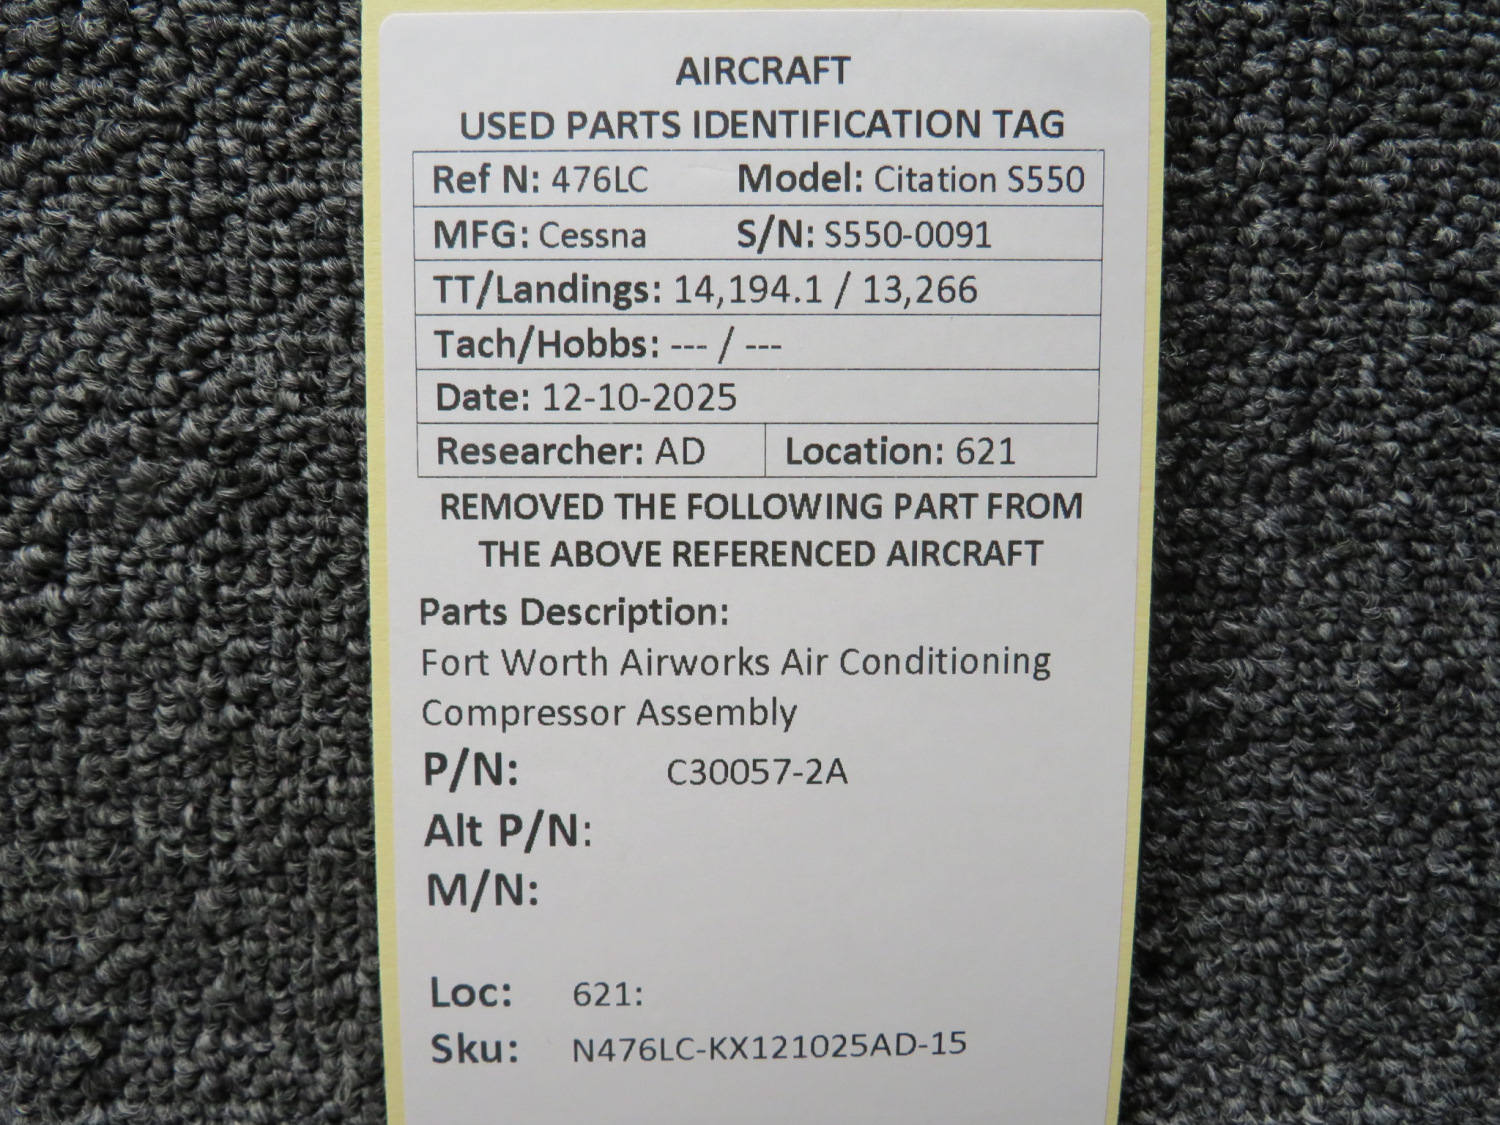 AIRCRAFT
USED PARTS IDENTIFICATION TAG
Ref N: 476LC Model: Citation S550
MFG: Cessna S/N: S550-0091
TT/Landings: 14,194.1 / 13,266
Tach/Hobbs: --- / ---
Date: 12-10-2025
Researcher: AD Location: 621
REMOVED THE FOLLOWING PART FROM
THE ABOVE REFERENCED AIRCRAFT
Parts Description:
Fort Worth Airworks Air Conditioning
Compressor Assembly
P/N: C30057-2A
Alt P/N:
M/N:
Loc: 621:
Sku: N476LC-KX121025AD-15